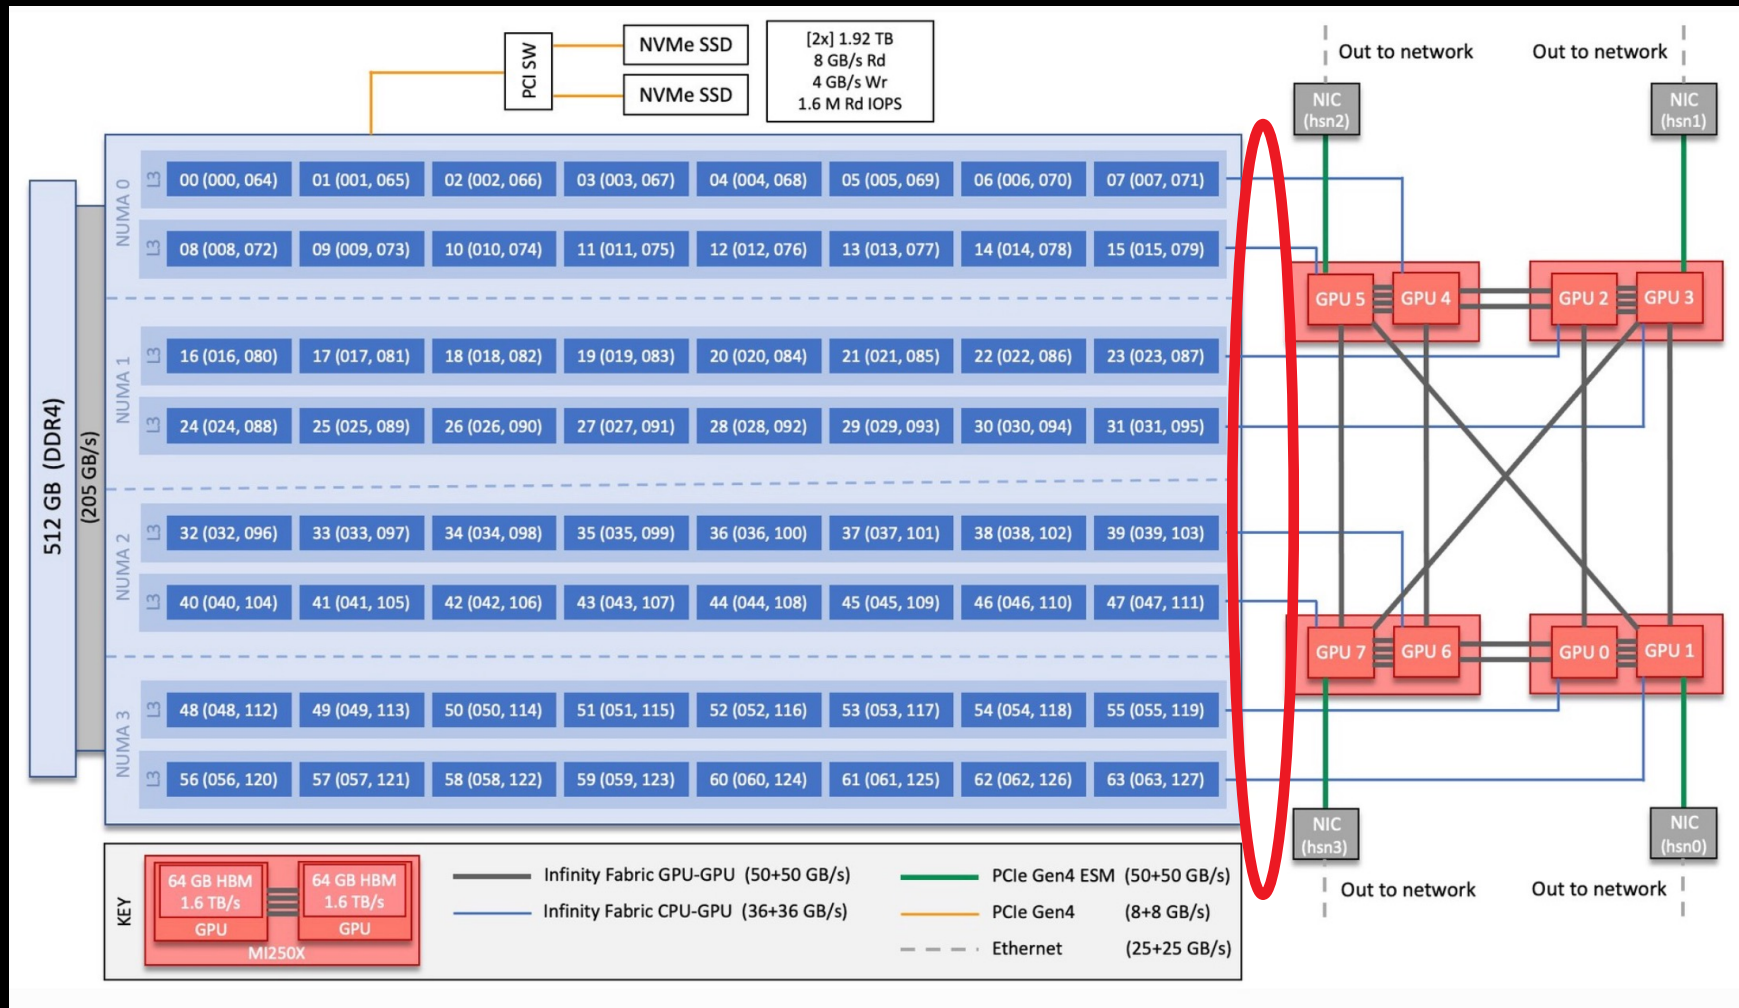 NVMe SSD
NVMe SSD
PCI SW
[2x] 1.92 TB
8 GB/s Rd
4 GB/s Wr
1.6 M Rd IOPS
Out to network
Out to network
NIC
(hsn2)
NIC
(hsn1)
512 GB (DDR4)
(205 GB/s)
NUMA 0
L3
00 (000, 064) 01 (001, 065) 02 (002, 066) 03 (003, 067) 04 (004, 068) 05 (005, 069) 06 (006, 070) 07 (007, 071)
L3
08 (008, 072) 09 (009, 073) 10 (010, 074) 11 (011, 075) 12 (012, 076) 13 (013, 077) 14 (014, 078) 15 (015, 079)
NUMA 1
L3
16 (016, 080) 17 (017, 081) 18 (018, 082) 19 (019, 083) 20 (020, 084) 21 (021, 085) 22 (022, 086) 23 (023, 087)
L3
24 (024, 088) 25 (025, 089) 26 (026, 090) 27 (027, 091) 28 (028, 092) 29 (029, 093) 30 (030, 094) 31 (031, 095)
NUMA 2
L3
32 (032, 096) 33 (033, 097) 34 (034, 098) 35 (035, 099) 36 (036, 100) 37 (037, 101) 38 (038, 102) 39 (039, 103)
L3
40 (040, 104) 41 (041, 105) 42 (042, 106) 43 (043, 107) 44 (044, 108) 45 (045, 109) 46 (046, 110) 47 (047, 111)
NUMA 3
L3
48 (048, 112) 49 (049, 113) 50 (050, 114) 51 (051, 115) 52 (052, 116) 53 (053, 117) 54 (054, 118) 55 (055, 119)
L3
56 (056, 120) 57 (057, 121) 58 (058, 122) 59 (059, 123) 60 (060, 124) 61 (061, 125) 62 (062, 126) 63 (063, 127)
GPU 5 GPU 4 GPU 2 GPU 3
GPU 7 GPU 6 GPU 0 GPU 1
NIC
(hsn3)
NIC
(hsn0)
Out to network
Out to network
KEY
64 GB HBM
1.6 TB/s
GPU
64 GB HBM
1.6 TB/s
GPU
MI250X
Infinity Fabric GPU-GPU (50+50 GB/s)
Infinity Fabric CPU-GPU (36+36 GB/s)
PCIe Gen4 ESM (50+50 GB/s)
PCIe Gen4 (8+8 GB/s)
Ethernet (25+25 GB/s)